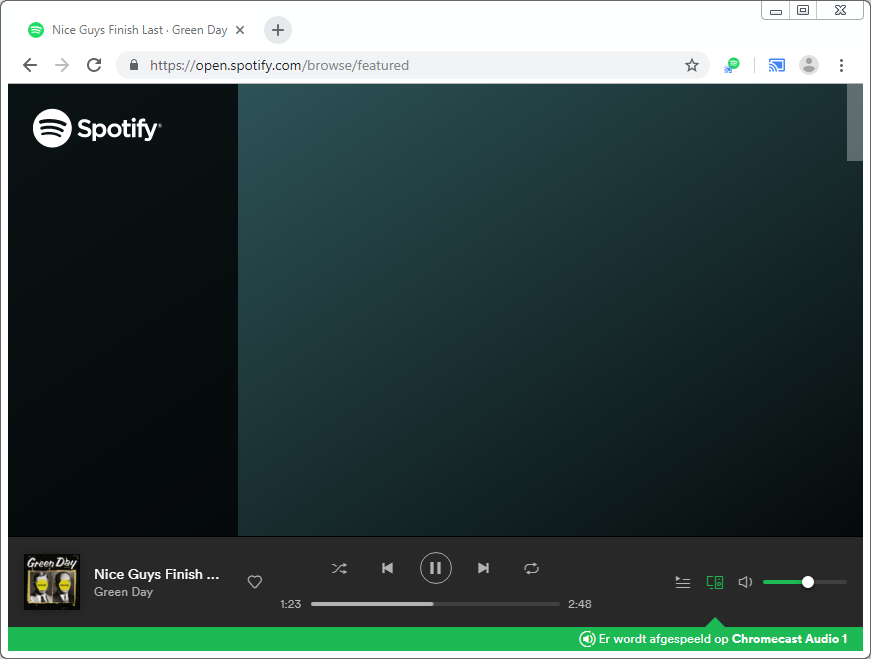 Nice Guys Finish Last · Green Day
https://open.spotify.com/browse/featured
Spotify®
Green Day
Nice Guys Finish ...
Green Day
1:23
2:48
Er wordt afgespeeld op Chromecast Audio 1